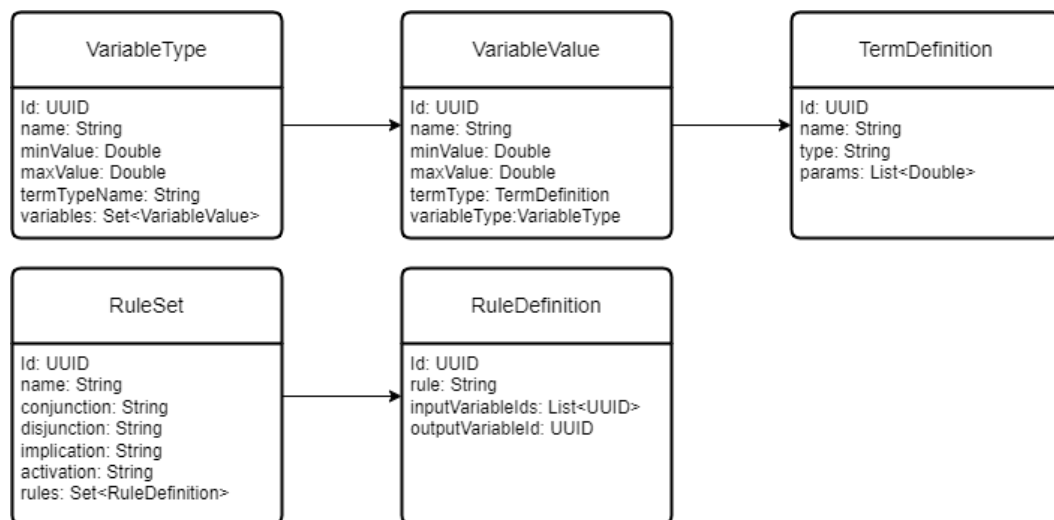 VariableType
Id: UUID
name: String
minValue: Double
maxValue: Double
termTypeName: String
variables: Set<VariableValue>
VariableValue
Id: UUID
name: String
minValue: Double
maxValue: Double
termType: TermDefinition
variableType:VariableType
TermDefinition
Id: UUID
name: String
type: String
params: List<Double>
RuleSet
Id: UUID
name: String
conjunction: String
disjunction: String
implication: String
activation: String
rules: Set<RuleDefinition>
RuleDefinition
Id: UUID
rule: String
inputVariableIds: List<UUID>
outputVariableId: UUID